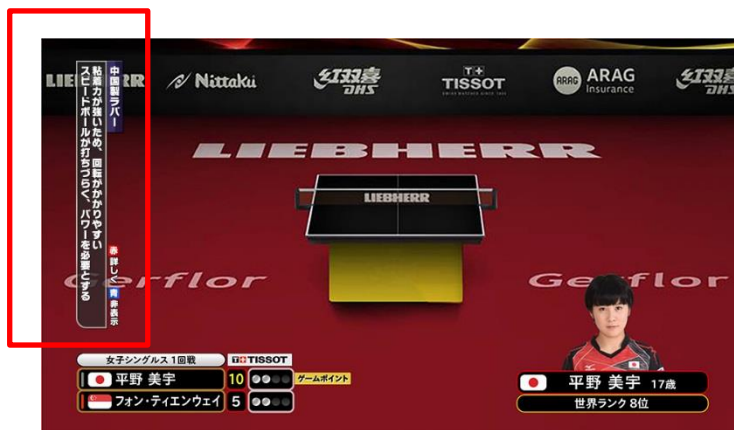 LIE RR
Nittaku
红双喜
DHS
T+
TISSOT
ARAG
ARAG
Insurance
红双喜
DHS
中国製ラバー
粘着力が強いため、回転がかかりやすい
スピードボールが打ちづらく、パワーを必要とする
赤 詳しく 青 非表示
LIEBHERR
LIEBHERR
Gerflor
Gerflor
女子シングルス1回戦
T+TISSOT
平野 美宇 10 ゲームポイント
フォン・ティエンウェイ 5
平野 美宇 17歳
世界ランク 8位